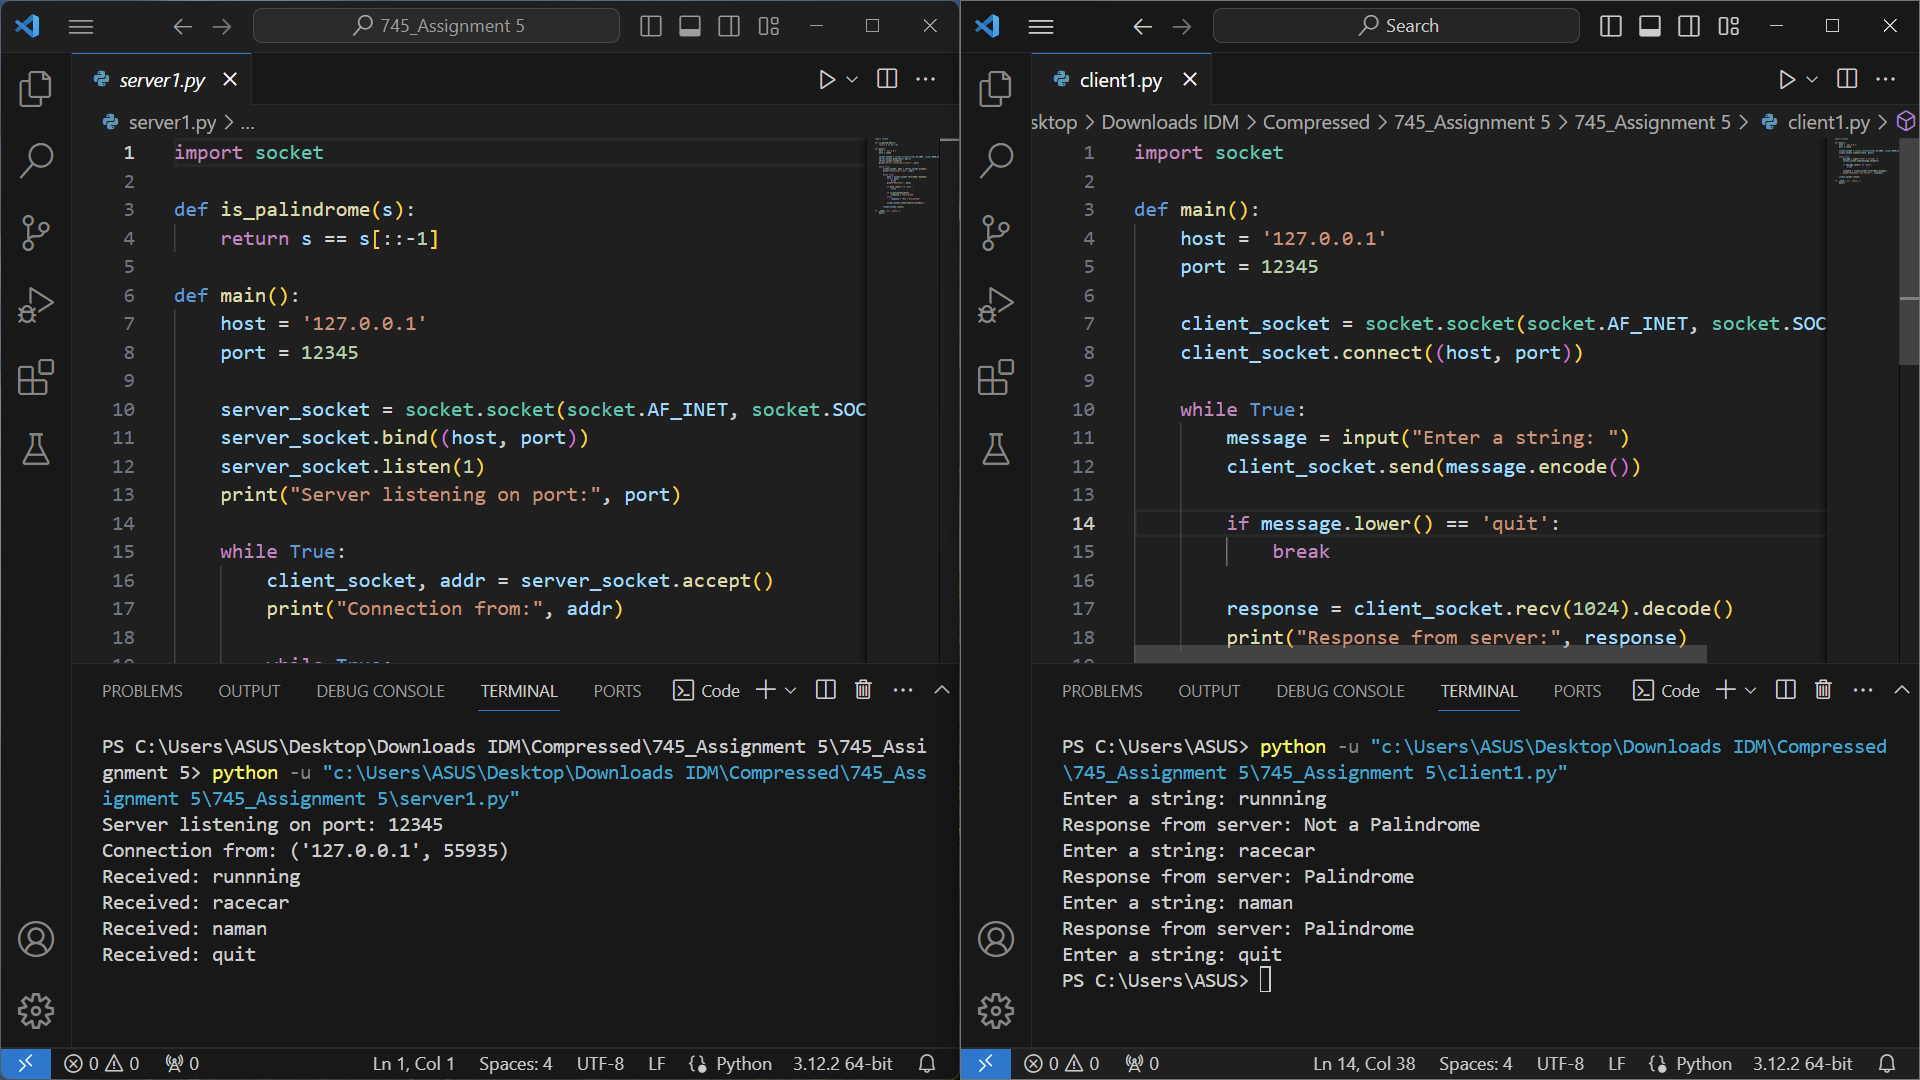 745_Assignment 5
server1.py
server1.py > ...
1 import socket
2
3 def is_palindrome(s):
4 return s == s[::-1]
5
6 def main():
7 host = '127.0.0.1'
8 port = 12345
9
10 server_socket = socket.socket(socket.AF_INET, socket.SOC
11 server_socket.bind((host, port))
12 server_socket.listen(1)
13 print("Server listening on port:", port)
14
15 while True:
16 client_socket, addr = server_socket.accept()
17 print("Connection from:", addr)
18
19 while True:
PROBLEMS OUTPUT DEBUG CONSOLE TERMINAL PORTS Code
PS C:\Users\ASUS\Desktop\Downloads IDM\Compressed\745_Assignment 5\745_Assi
gnment 5> python -u "c:\Users\ASUS\Desktop\Downloads IDM\Compressed\745_Ass
ignment 5\745_Assignment 5\server1.py"
Server listening on port: 12345
Connection from: ('127.0.0.1', 55935)
Received: runnning
Received: racecar
Received: naman
Received: quit
0 0 0 Ln 1, Col 1 Spaces: 4 UTF-8 LF {} Python 3.12.2 64-bit
Search
client1.py
sktop > Downloads IDM > Compressed > 745_Assignment 5 > 745_Assignment 5 > client1.py >
1 import socket
2
3 def main():
4 host = '127.0.0.1'
5 port = 12345
6
7 client_socket = socket.socket(socket.AF_INET, socket.SOC
8 client_socket.connect((host, port))
9
10 while True:
11 message = input("Enter a string: ")
12 client_socket.send(message.encode())
13
14 if message.lower() == 'quit':
15 break
16
17 response = client_socket.recv(1024).decode()
18 print("Response from server:", response)
19
PROBLEMS OUTPUT DEBUG CONSOLE TERMINAL PORTS Code
PS C:\Users\ASUS> python -u "c:\Users\ASUS\Desktop\Downloads IDM\Compressed
\745_Assignment 5\745_Assignment 5\client1.py"
Enter a string: runnning
Response from server: Not a Palindrome
Enter a string: racecar
Response from server: Palindrome
Enter a string: naman
Response from server: Palindrome
Enter a string: quit
PS C:\Users\ASUS>
0 0 0 Ln 14, Col 38 Spaces: 4 UTF-8 LF {} Python 3.12.2 64-bit